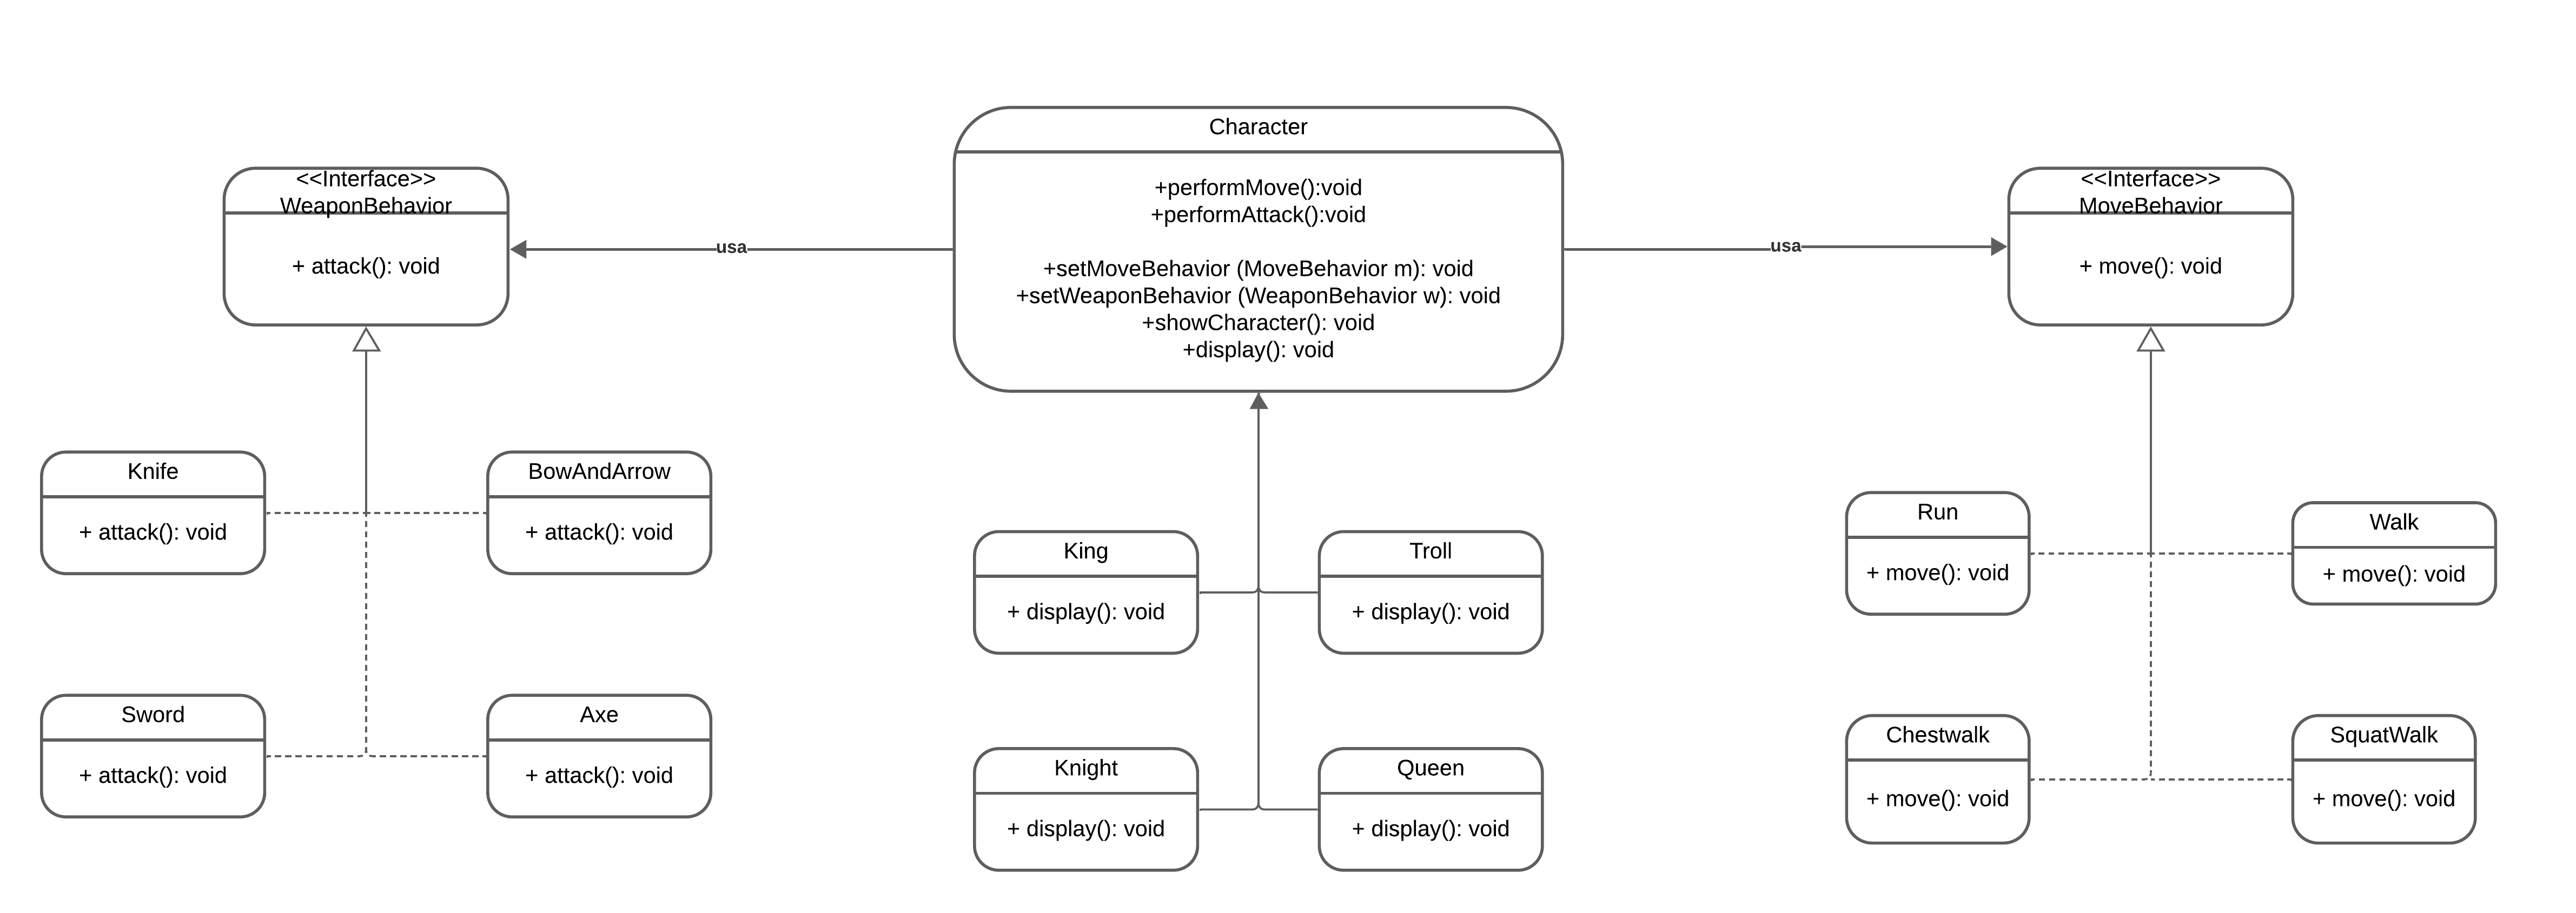 Character
+performMove():void
+performAttack():void
+setMoveBehavior (MoveBehavior m): void
+setWeaponBehavior (WeaponBehavior w): void
+showCharacter(): void
+display(): void
<<Interface>>
WeaponBehavior
+ attack(): void
usa
usa
<<Interface>>
MoveBehavior
+ move(): void
Knife
+ attack(): void
BowAndArrow
+ attack(): void
Sword
+ attack(): void
Axe
+ attack(): void
King
+ display(): void
Troll
+ display(): void
Knight
+ display(): void
Queen
+ display(): void
Run
+ move(): void
Walk
+ move(): void
Chestwalk
+ move(): void
SquatWalk
+ move(): void